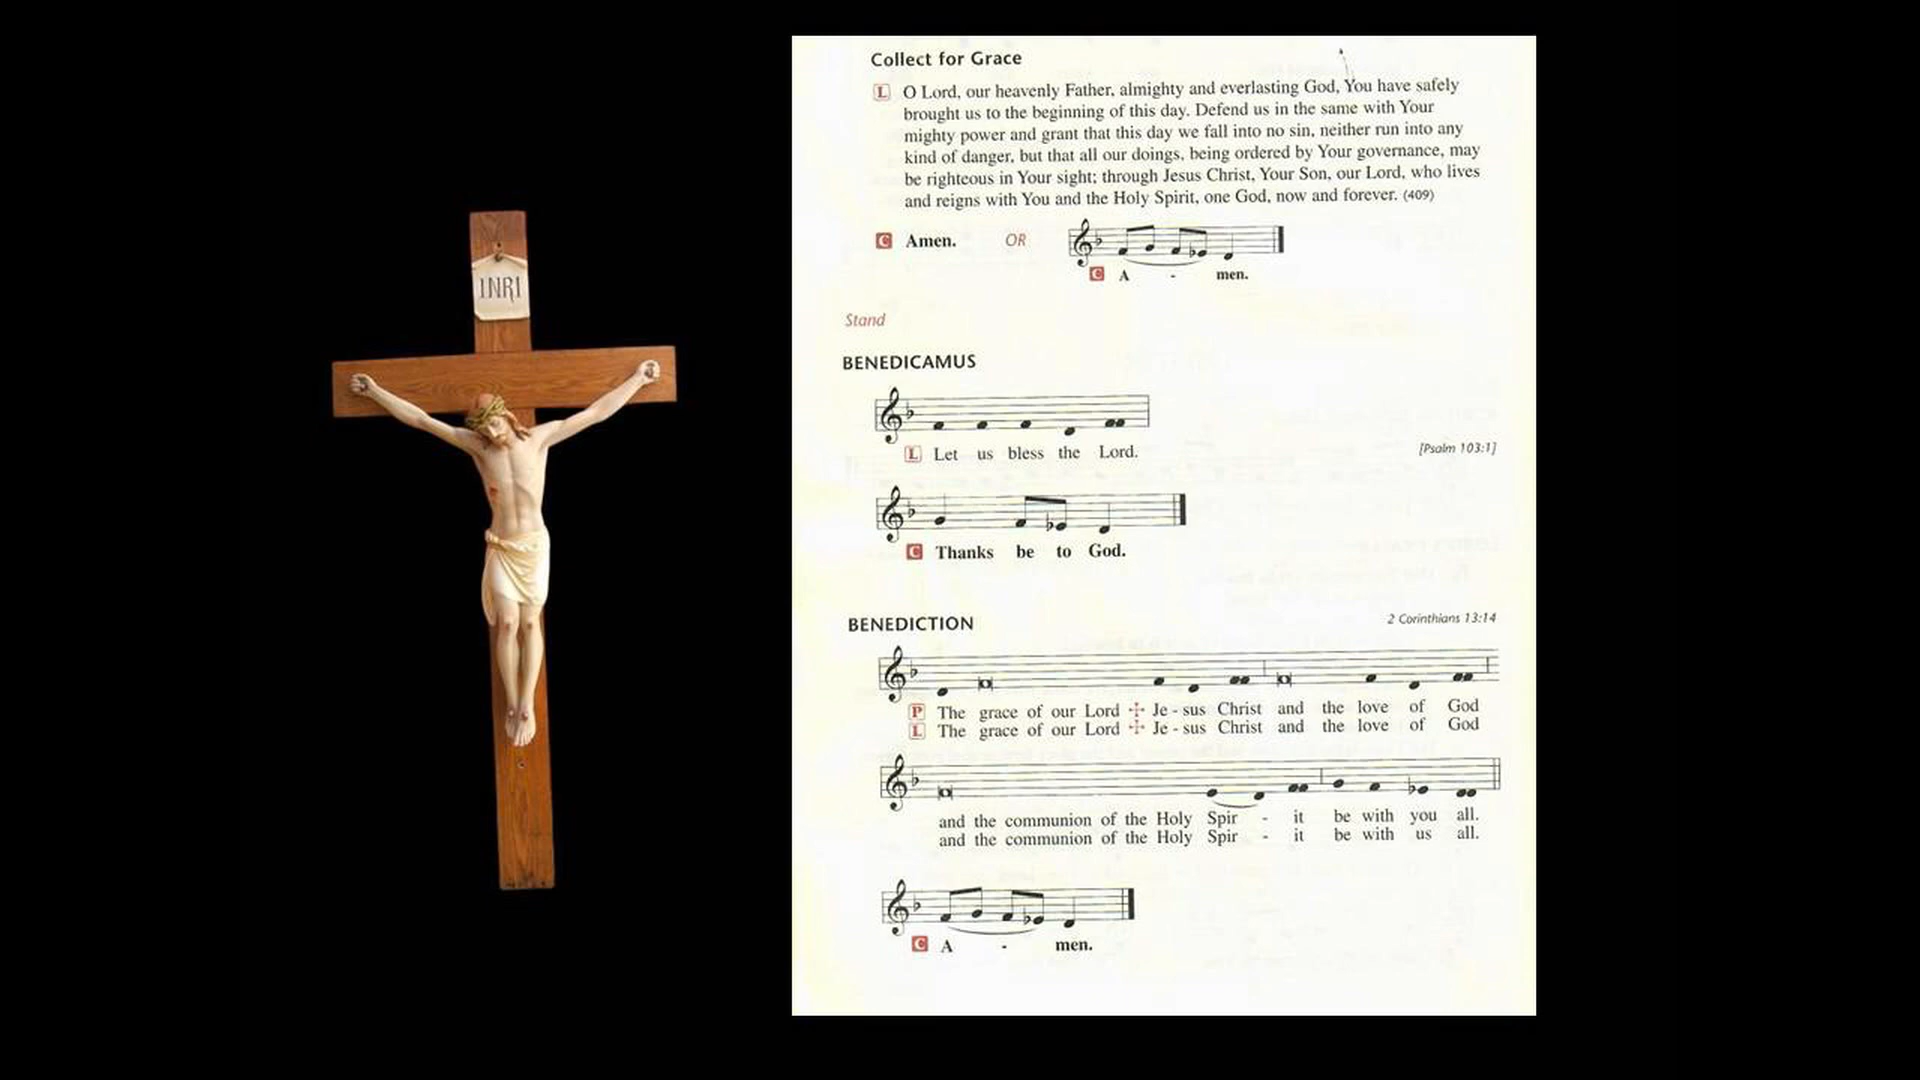 INRI
Collect for Grace
L O Lord, our heavenly Father, almighty and everlasting God, You have safely
brought us to the beginning of this day. Defend us in the same with Your
mighty power and grant that this day we fall into no sin, neither run into any
kind of danger, but that all our doings, being ordered by Your governance, may
be righteous in Your sight; through Jesus Christ, Your Son, our Lord, who lives
and reigns with You and the Holy Spirit, one God, now and forever. (409)
C Amen. OR
C A - men.
Stand
BENEDICAMUS
L Let us bless the Lord. [Psalm 103:1]
C Thanks be to God.
BENEDICTION 2 Corinthians 13:14
P The grace of our Lord ☩ Je - sus Christ and the love of God
L The grace of our Lord ☩ Je - sus Christ and the love of God
and the communion of the Holy Spir - it be with you all.
and the communion of the Holy Spir - it be with us all.
C A - men.